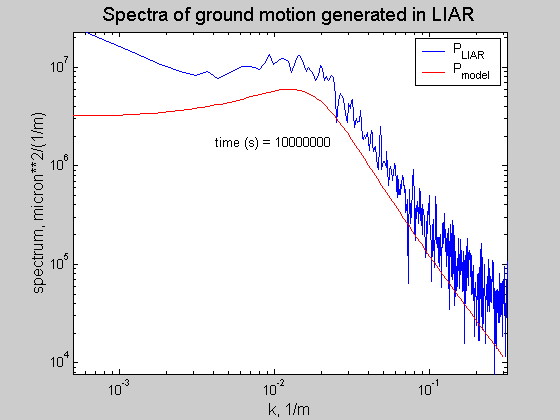 Spectra of ground motion generated in LIAR
10^7
10^6
10^5
10^4
spectrum, micron**2/(1/m)
P_LIAR
P_model
time (s) = 10000000
10^-3
10^-2
10^-1
k, 1/m